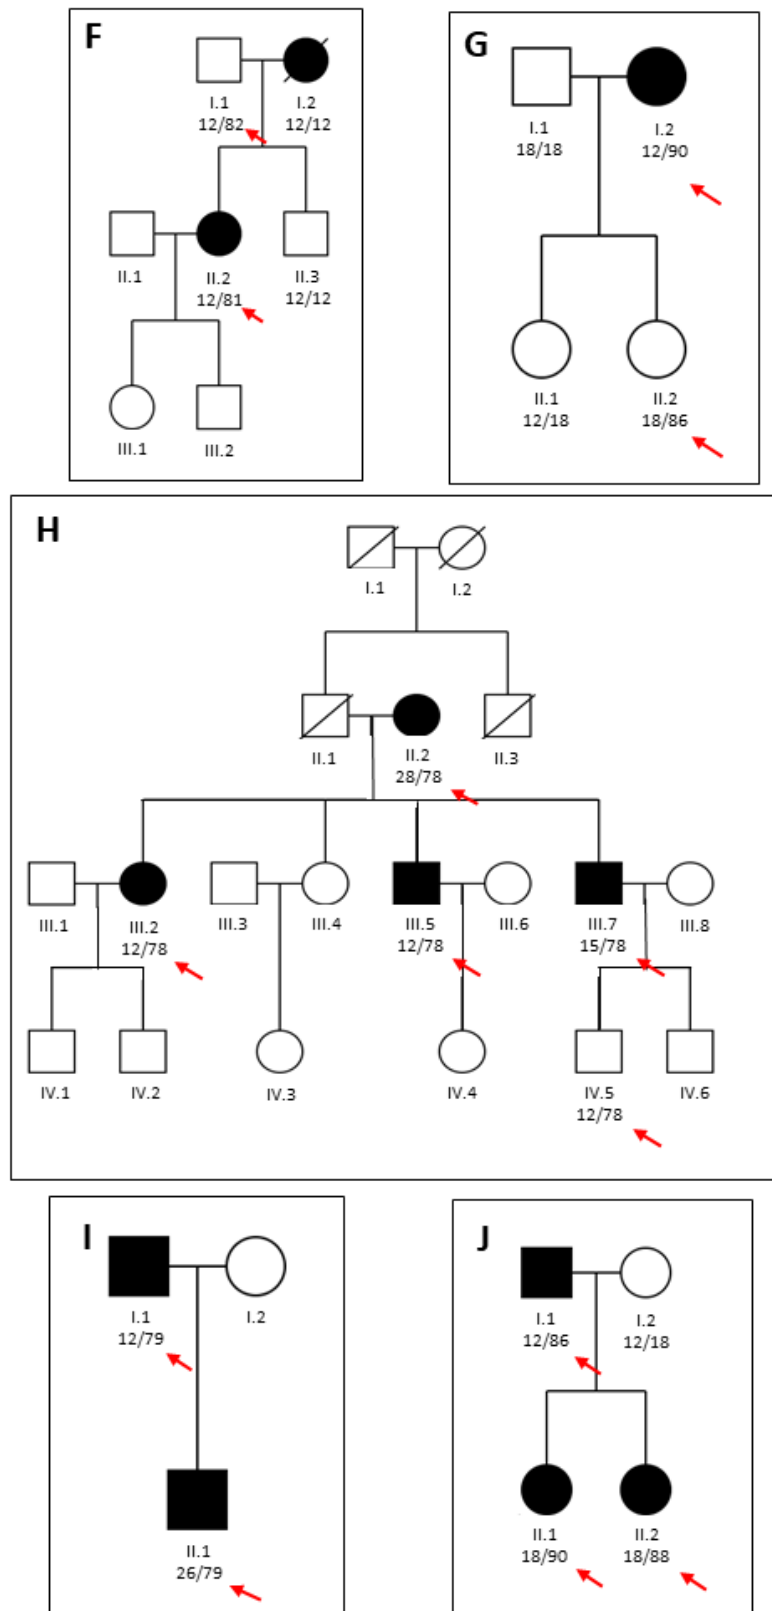 F
I.1 I.2
12/82 12/12
II.1 II.2 II.3
12/81 12/12
III.1 III.2
G
I.1 I.2
18/18 12/90
II.1 II.2
12/18 18/86
H
I.1 I.2
II.1 II.2 II.3
28/78
III.1 III.2 III.3 III.4 III.5 III.6 III.7 III.8
12/78 12/78 15/78
IV.1 IV.2 IV.3 IV.4 IV.5 IV.6
12/78
I
I.1 I.2
12/79
II.1
26/79
J
I.1 I.2
12/86 12/18
II.1 II.2
18/90 18/88